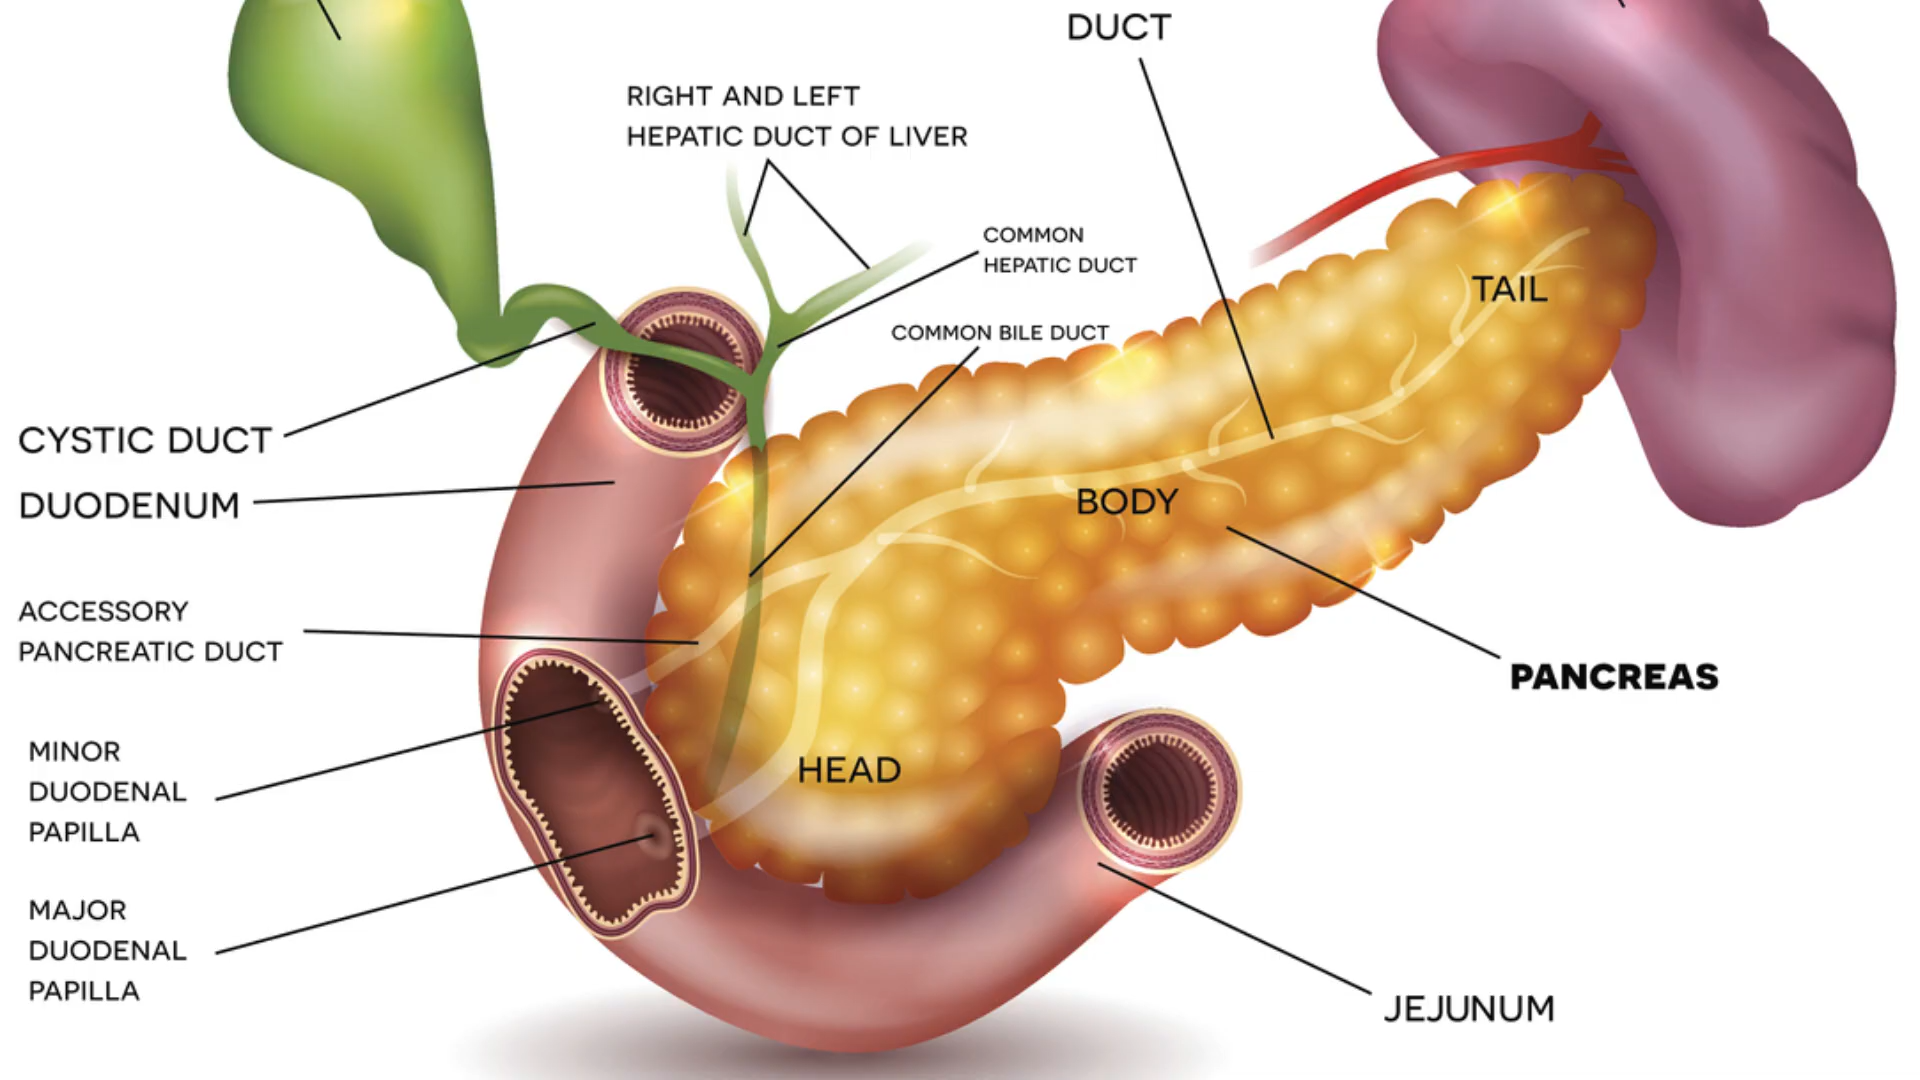 DUCT
RIGHT AND LEFT
HEPATIC DUCT OF LIVER
COMMON
HEPATIC DUCT
TAIL
COMMON BILE DUCT
CYSTIC DUCT
DUODENUM
BODY
ACCESSORY
PANCREATIC DUCT
PANCREAS
MINOR
DUODENAL
PAPILLA
HEAD
MAJOR
DUODENAL
PAPILLA
JEJUNUM